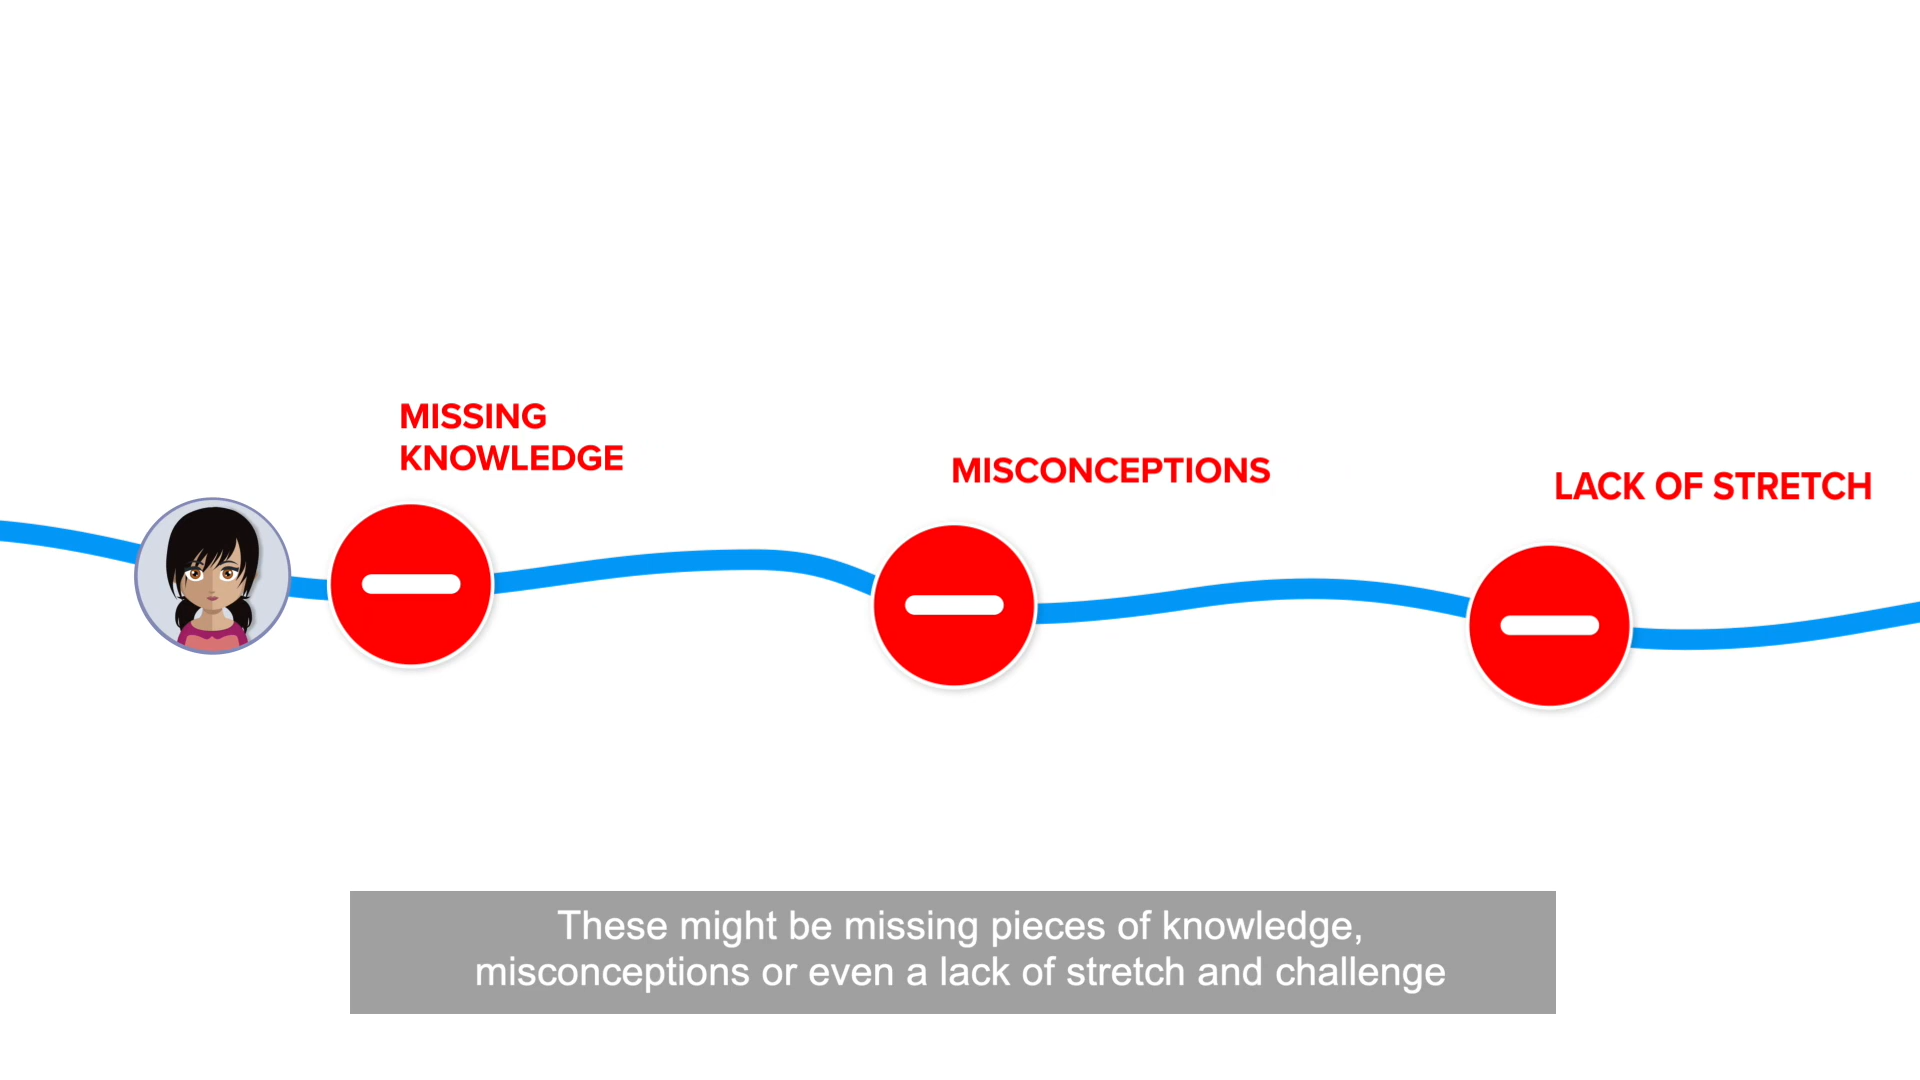 MISSING
KNOWLEDGE
MISCONCEPTIONS
LACK OF STRETCH
These might be missing pieces of knowledge,
misconceptions or even a lack of stretch and challenge